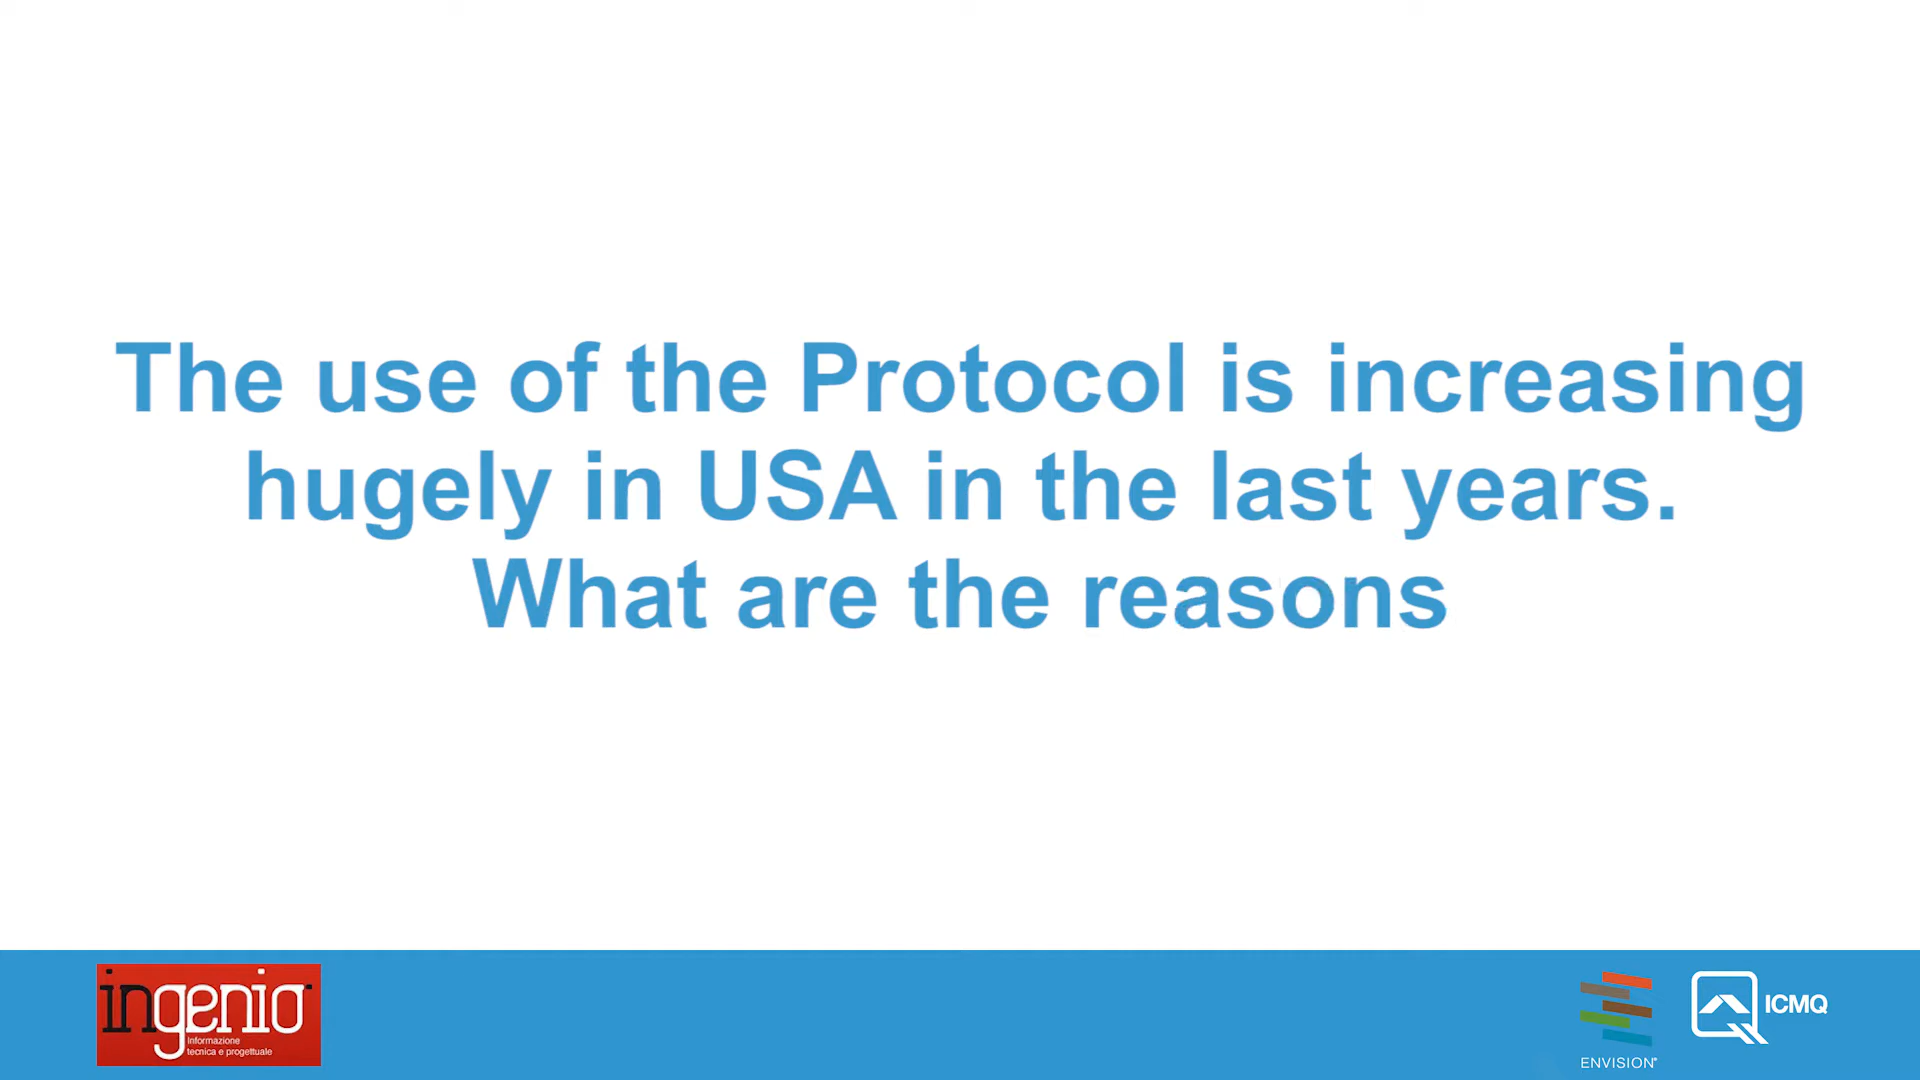 The use of the Protocol is increasing
hugely in USA in the last years.
What are the reasons
ingenio
Informazione
tecnica e progettuale
ENVISION®
ICMQ